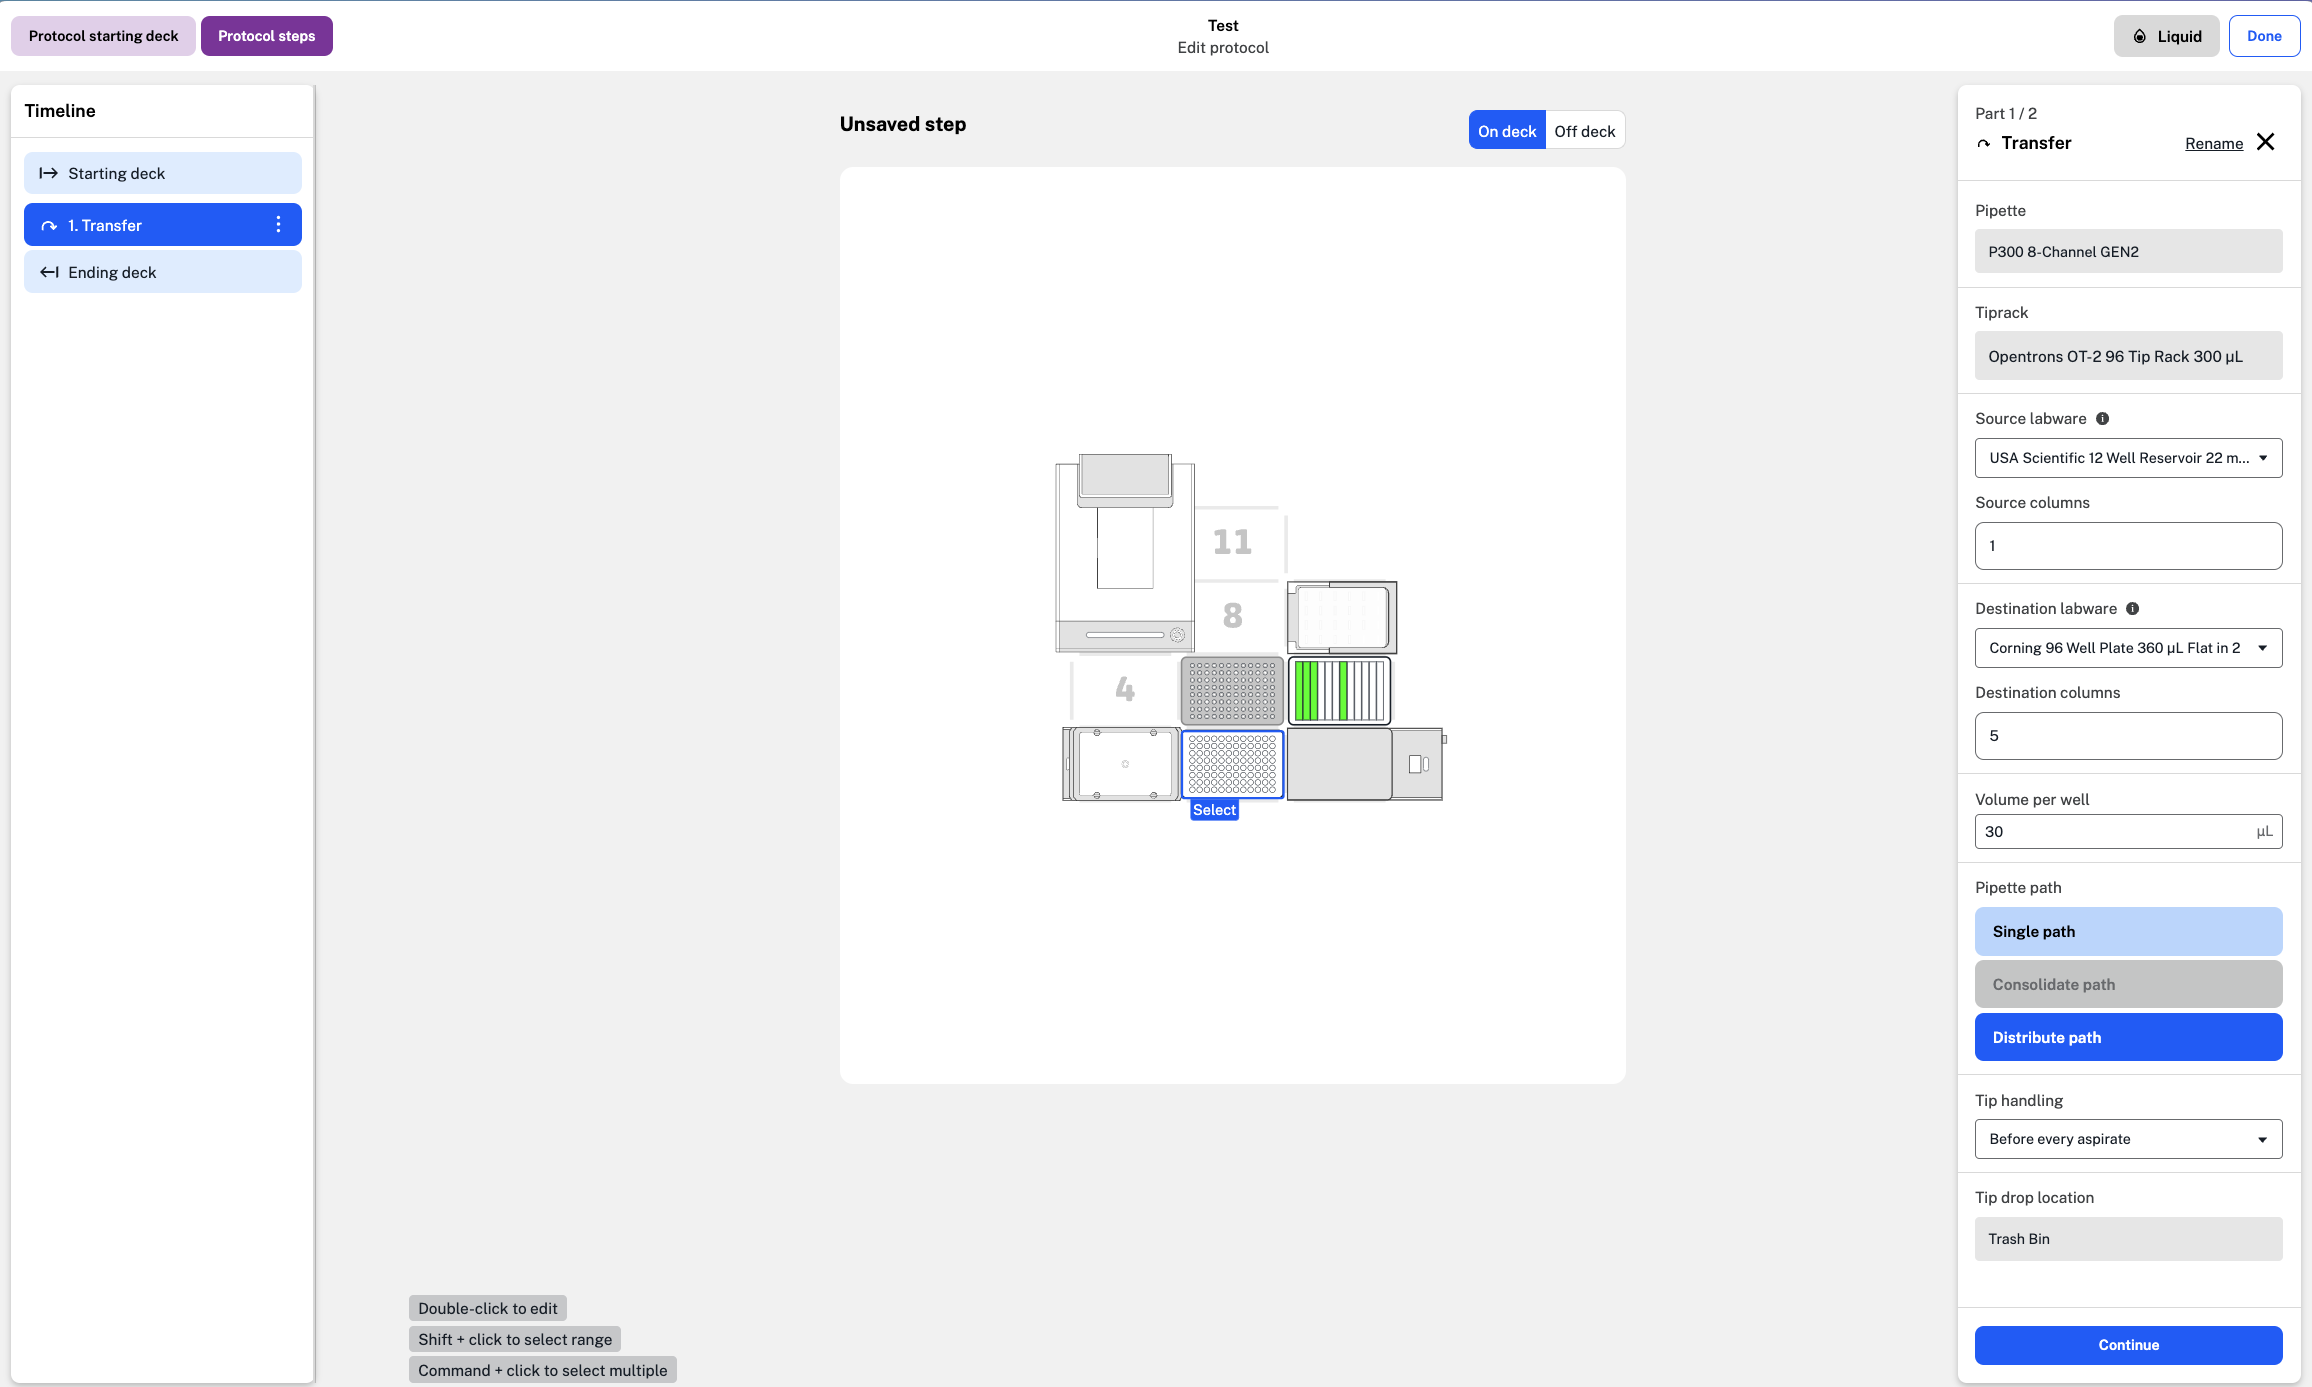 Protocol starting deck
Protocol steps
Test
Edit protocol
Liquid
Done
Timeline
Starting deck
1. Transfer
Ending deck
Unsaved step
On deck
Off deck
11
8
4
Select
Double-click to edit
Shift + click to select range
Command + click to select multiple
Part 1 / 2
Transfer
Rename
Pipette
P300 8-Channel GEN2
Tiprack
Opentrons OT-2 96 Tip Rack 300 µL
Source labware
USA Scientific 12 Well Reservoir 22 m...
Source columns
1
Destination labware
Corning 96 Well Plate 360 µL Flat in 2
Destination columns
5
Volume per well
30 µL
Pipette path
Single path
Consolidate path
Distribute path
Tip handling
Before every aspirate
Tip drop location
Trash Bin
Continue